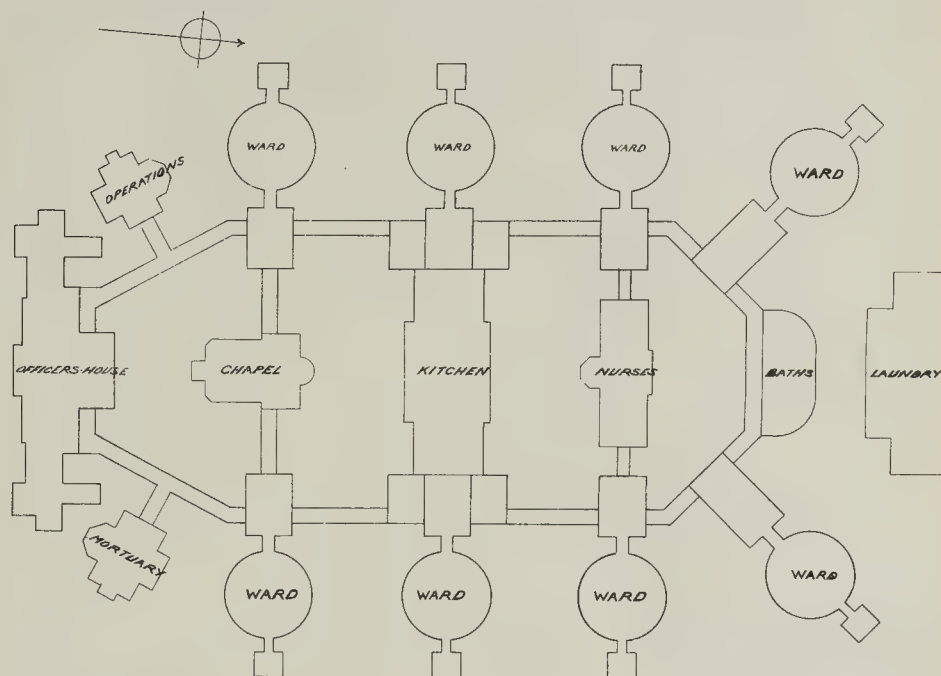 WARD
WARD
WARD
WARD
OPERATIONS
OFFICERS·HOUSE
CHAPEL
KITCHEN
NURSES
BATHS
LAUNDRY
MORTUARY
WARD
WARD
WARD
WARD